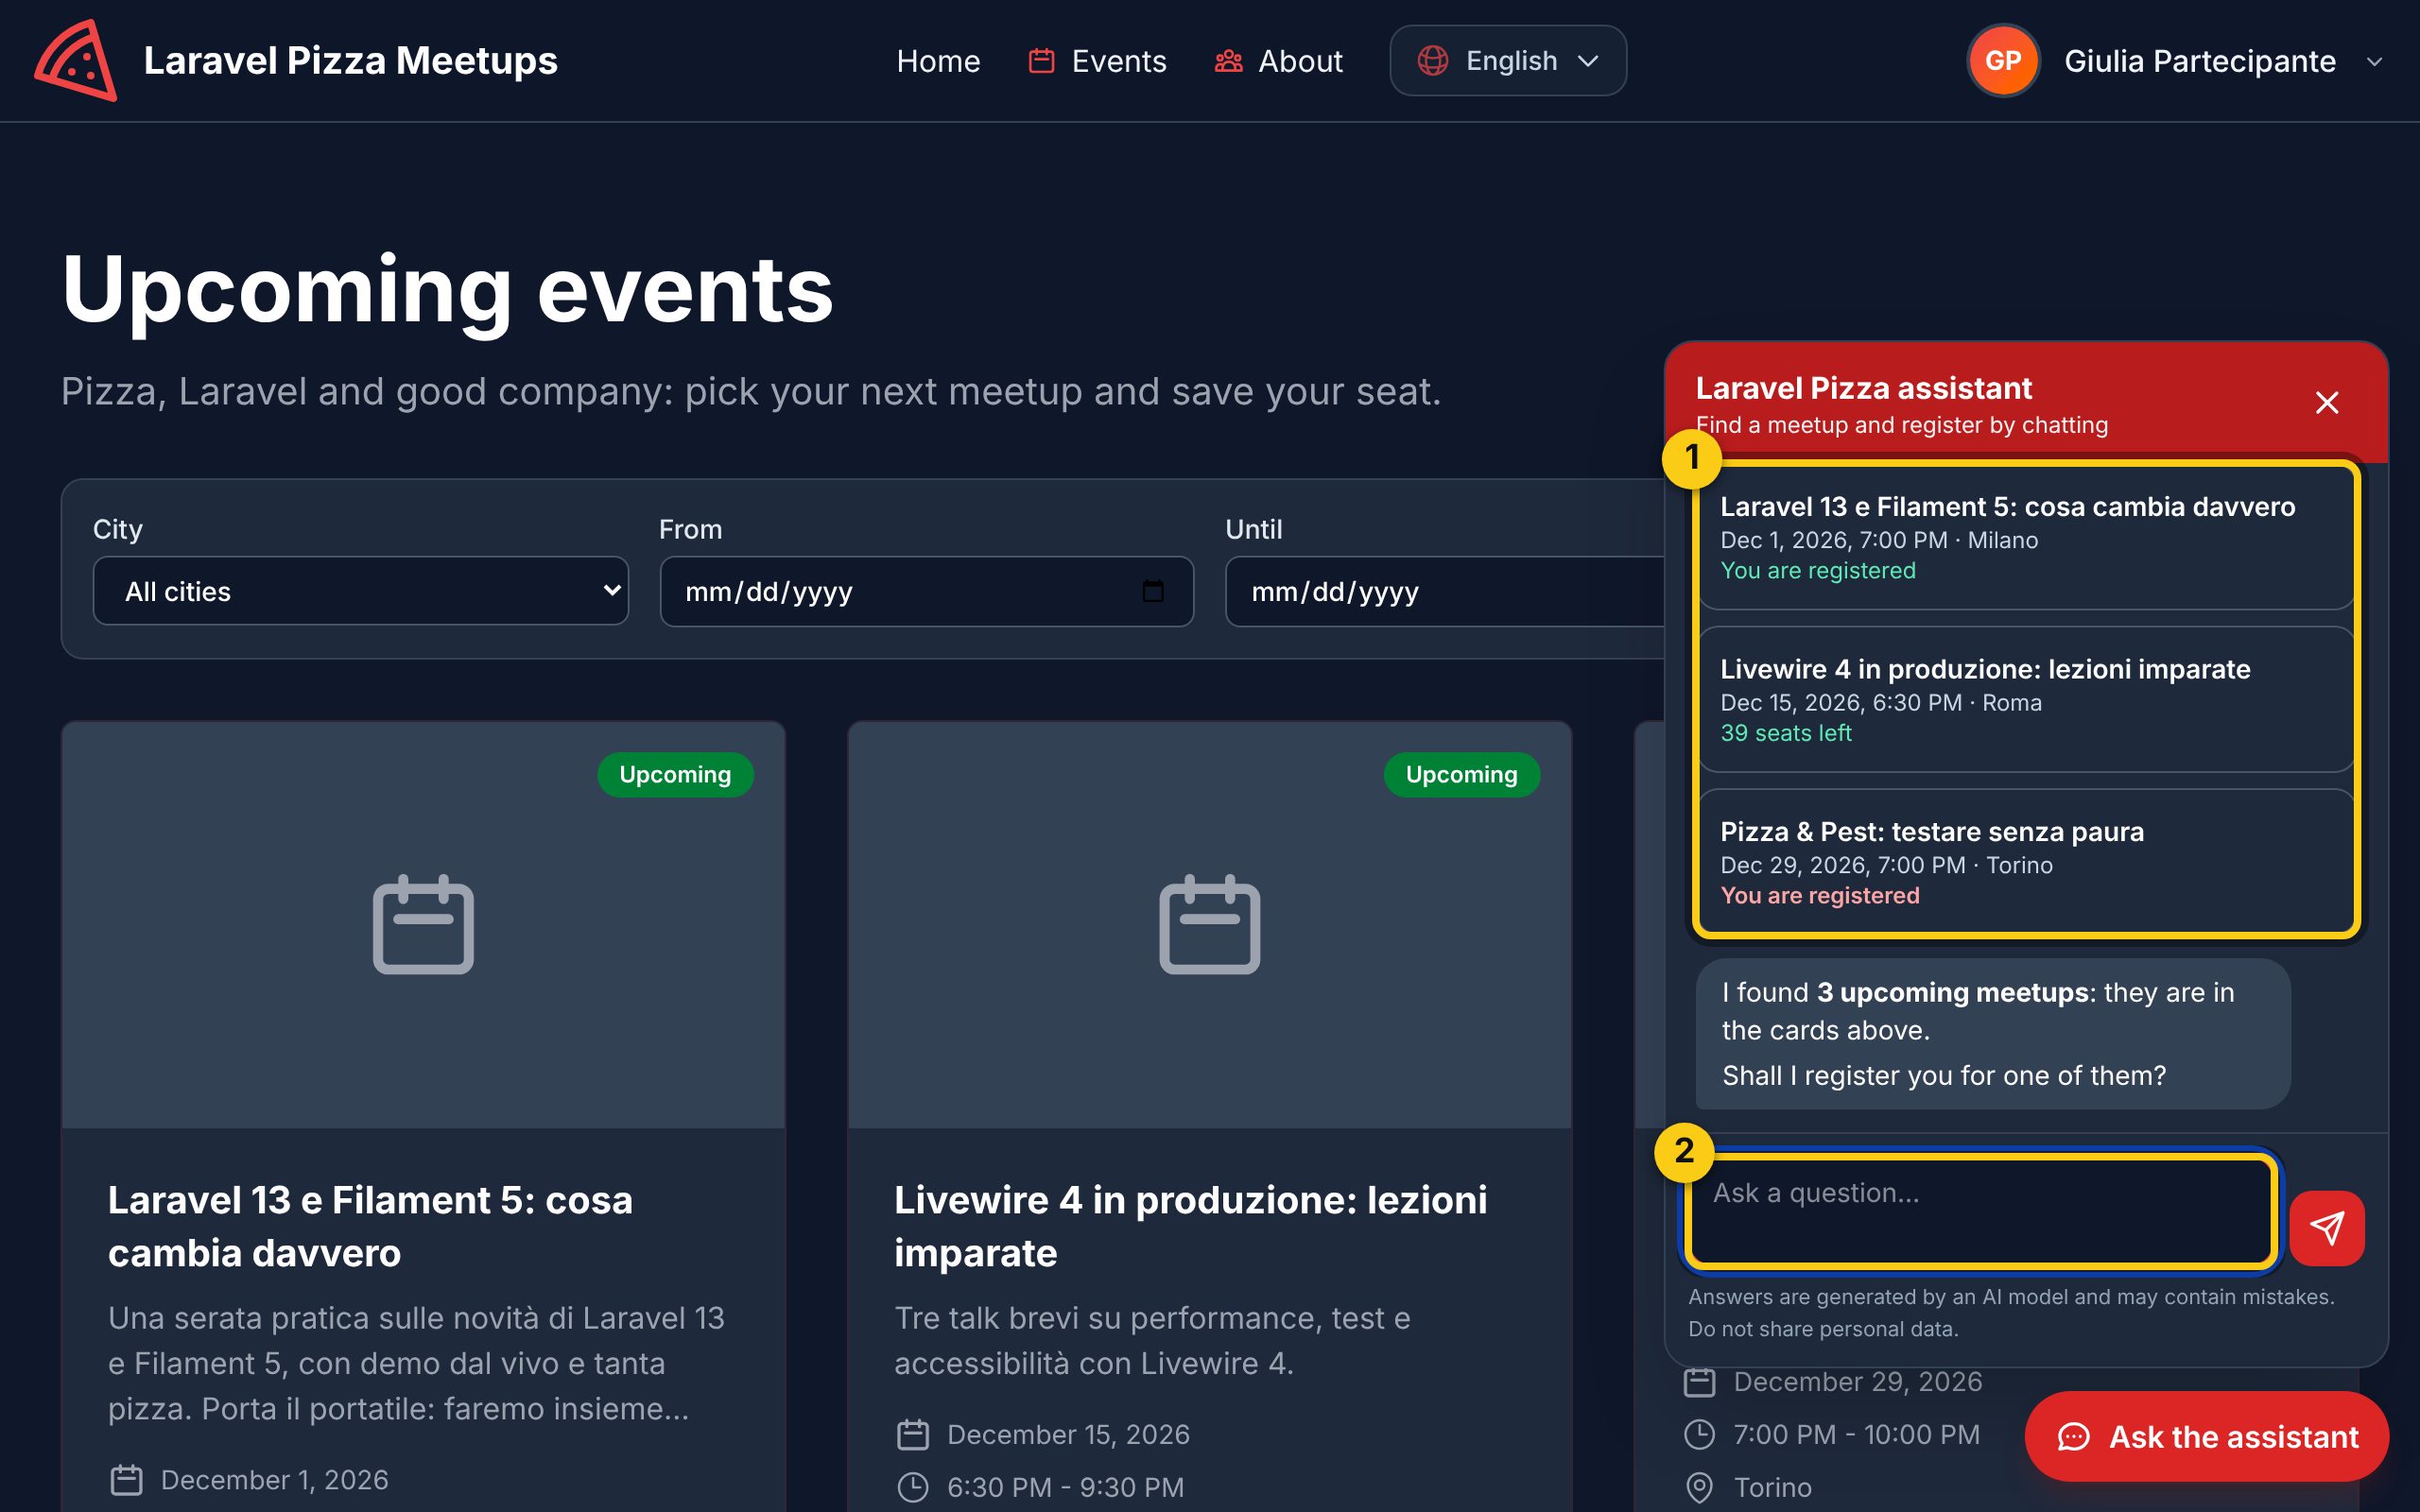 Laravel Pizza Meetups
Home
Events
About
English
GP
Giulia Partecipante
Upcoming events
Pizza, Laravel and good company: pick your next meetup and save your seat.
City
All cities
From
mm/dd/yyyy
Until
mm/dd/yyyy
Upcoming
Laravel 13 e Filament 5: cosa
cambia davvero
Una serata pratica sulle novità di Laravel 13
e Filament 5, con demo dal vivo e tanta
pizza. Porta il portatile: faremo insieme...
December 1, 2026
Upcoming
Livewire 4 in produzione: lezioni
imparate
Tre talk brevi su performance, test e
accessibilità con Livewire 4.
December 15, 2026
6:30 PM - 9:30 PM
December 29, 2026
7:00 PM - 10:00 PM
Torino
Laravel Pizza assistant
Find a meetup and register by chatting
1
Laravel 13 e Filament 5: cosa cambia davvero
Dec 1, 2026, 7:00 PM · Milano
You are registered
Livewire 4 in produzione: lezioni imparate
Dec 15, 2026, 6:30 PM · Roma
39 seats left
Pizza & Pest: testare senza paura
Dec 29, 2026, 7:00 PM · Torino
You are registered
I found 3 upcoming meetups: they are in
the cards above.
Shall I register you for one of them?
2
Ask a question...
Answers are generated by an AI model and may contain mistakes.
Do not share personal data.
Ask the assistant